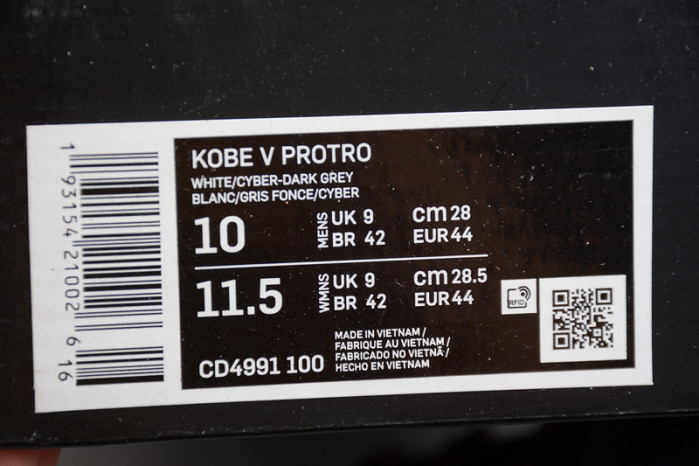 KOBE V PROTRO
WHITE/CYBER-DARK GREY
BLANC/GRIS FONCE/CYBER
10 MENS UK 9 CM 28
BR 42 EUR 44
11.5 WMNS UK 9 CM 28.5
BR 42 EUR 44
RFID
CD4991 100
MADE IN VIETNAM /
FABRIQUE AU VIETNAM /
FABRICADO NO VIETNÃ /
HECHO EN VIETNAM
1 93154 21002 6 16